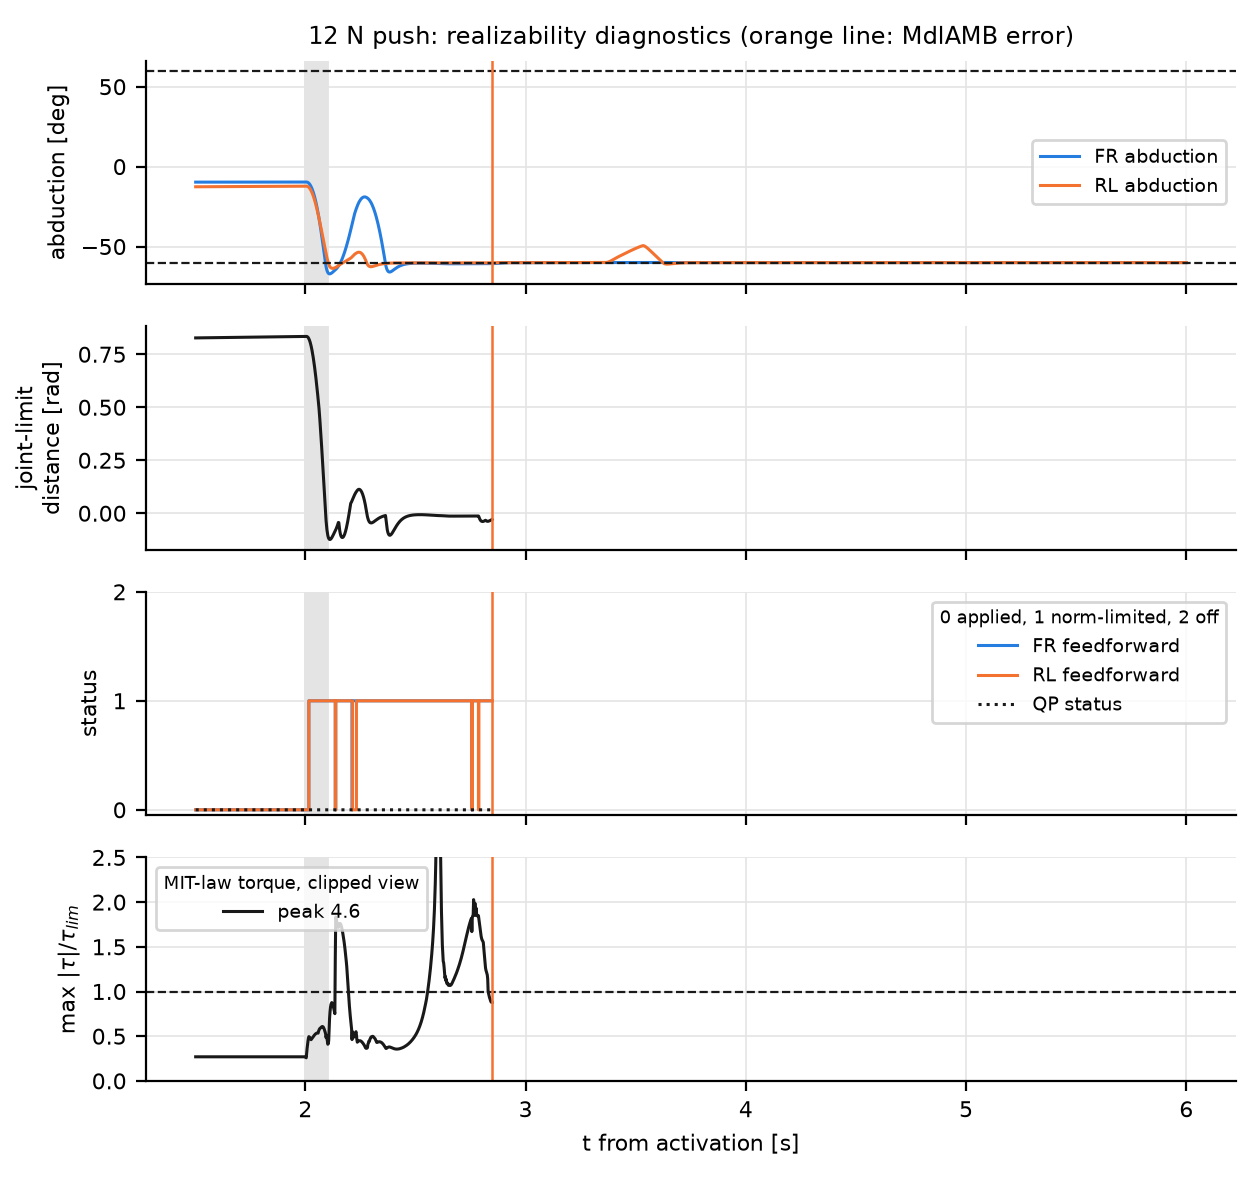 12 N push: realizability diagnostics (orange line: MdlAMB error)
abduction [deg]
50
0
−50
FR abduction
RL abduction
joint-limit
distance [rad]
0.75
0.50
0.25
0.00
status
2
1
0
0 applied, 1 norm-limited, 2 off
FR feedforward
RL feedforward
QP status
max |τ|/τlim
2.5
2.0
1.5
1.0
0.5
0.0
MIT-law torque, clipped view
peak 4.6
2
3
4
5
6
t from activation [s]